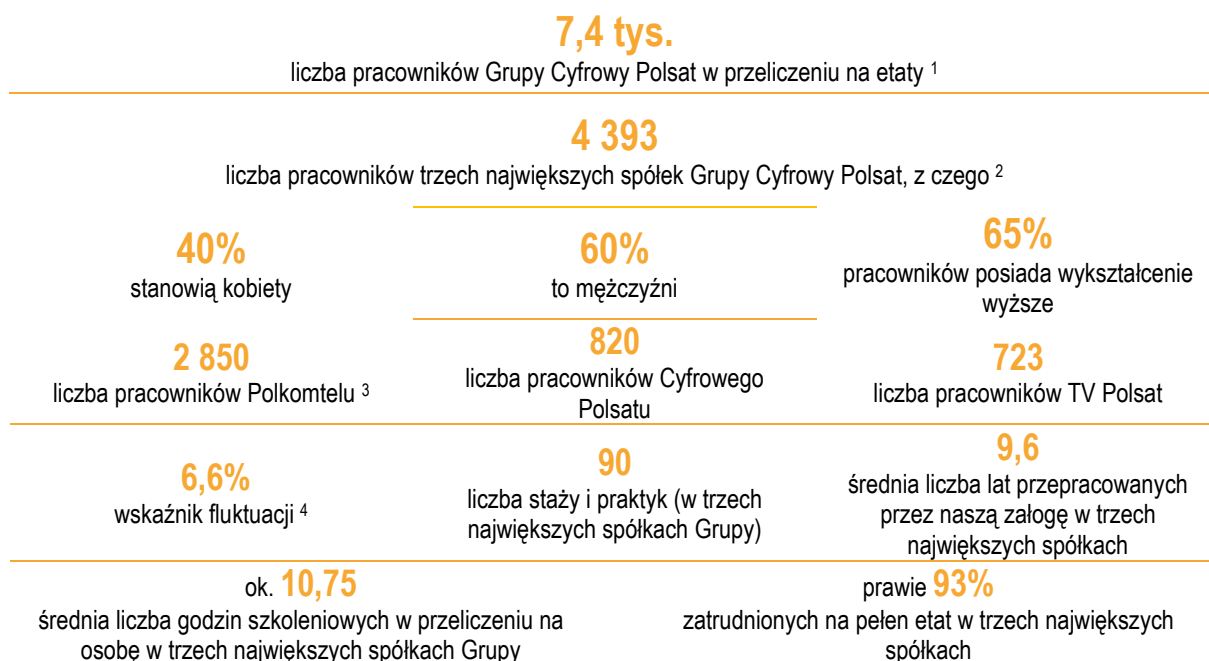 7,4 tys.
liczba pracowników Grupy Cyfrowy Polsat w przeliczeniu na etaty 1
4 393
liczba pracowników trzech największych spółek Grupy Cyfrowy Polsat, z czego 2
40%
stanowią kobiety
60%
to mężczyźni
65%
pracowników posiada wykształcenie
wyższe
2 850
liczba pracowników Polkomtelu 3
820
liczba pracowników Cyfrowego
Polsatu
723
liczba pracowników TV Polsat
6,6%
wskaźnik fluktuacji 4
90
liczba staży i praktyk (w trzech
największych spółkach Grupy)
9,6
średnia liczba lat przepracowanych
przez naszą załogę w trzech
największych spółkach
ok. 10,75
średnia liczba godzin szkoleniowych w przeliczeniu na
osobę w trzech największych spółkach Grupy
prawie 93%
zatrudnionych na pełen etat w trzech największych
spółkach